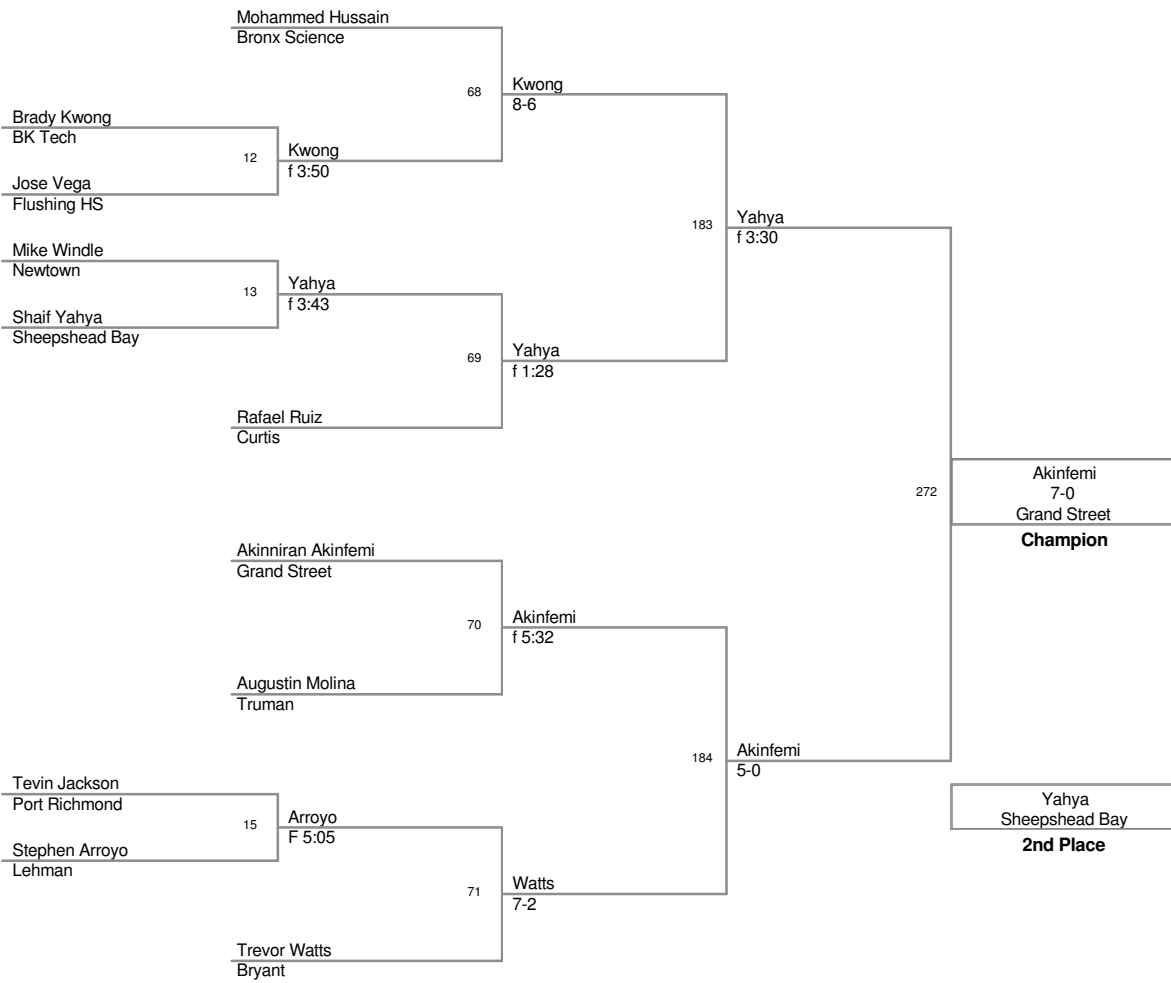 Mohammed Hussain
Bronx Science
68
Kwong
8-6
Brady Kwong
BK Tech
12
Kwong
f 3:50
Jose Vega
Flushing HS
183
Yahya
f 3:30
Mike Windle
Newtown
13
Yahya
f 3:43
Shaif Yahya
Sheepshead Bay
69
Yahya
f 1:28
Rafael Ruiz
Curtis
272
Akinfemi
7-0
Grand Street
Champion
Akinniran Akinfemi
Grand Street
70
Akinfemi
f 5:32
Augustin Molina
Truman
184
Akinfemi
5-0
Tevin Jackson
Port Richmond
15
Arroyo
F 5:05
Stephen Arroyo
Lehman
71
Watts
7-2
Trevor Watts
Bryant
Yahya
Sheepshead Bay
2nd Place